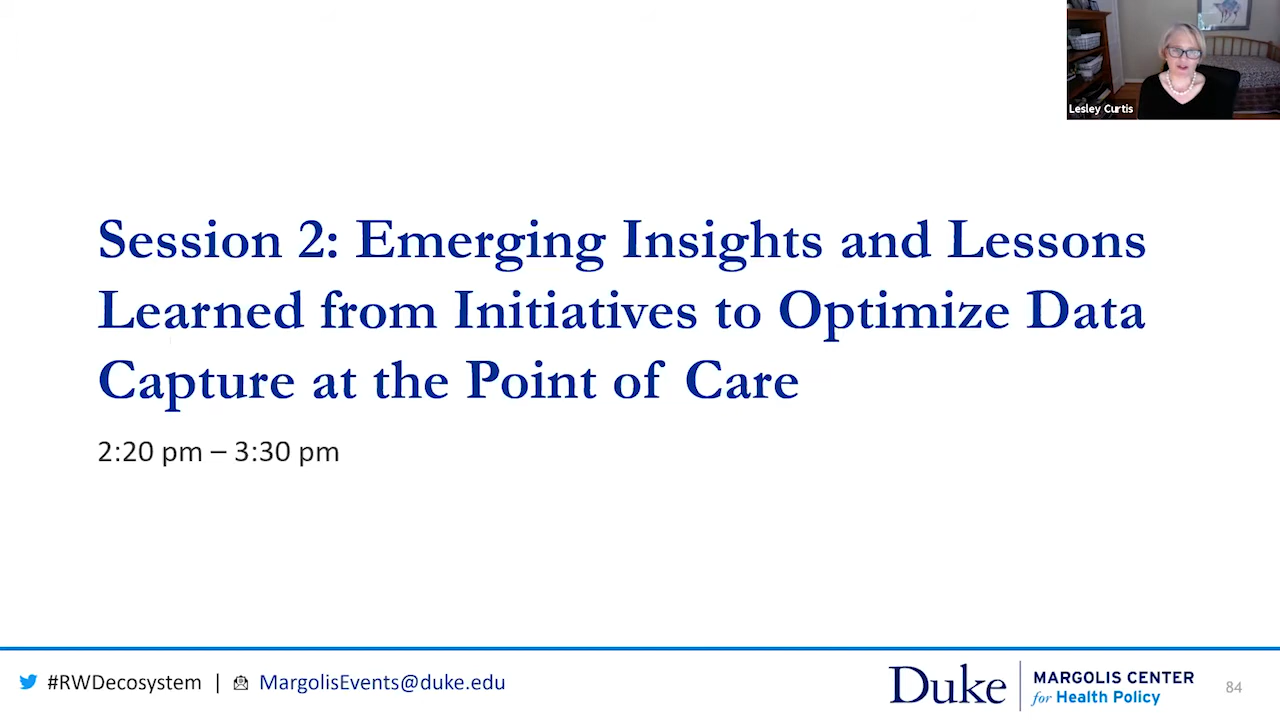 Lesley Curtis
Session 2: Emerging Insights and Lessons
Learned from Initiatives to Optimize Data
Capture at the Point of Care
2:20 pm – 3:30 pm
#RWDecosystem | MargolisEvents@duke.edu
Duke
MARGOLIS CENTER
for Health Policy
84